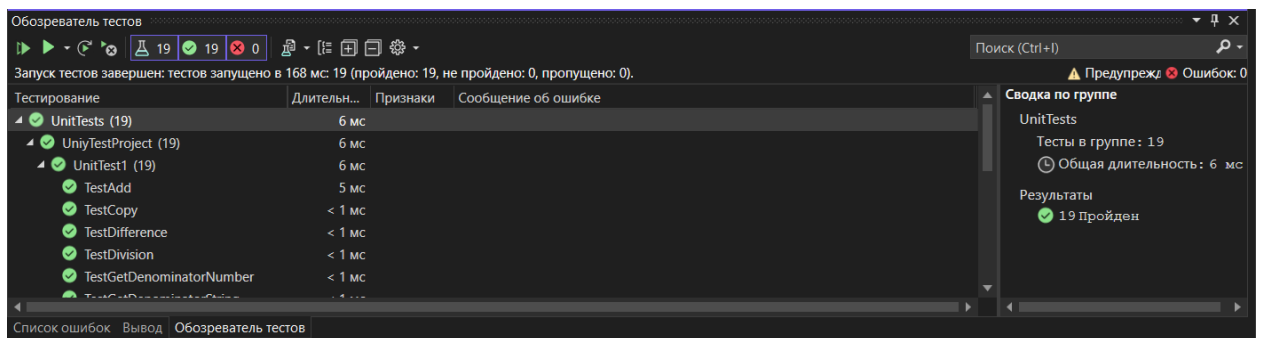 Обозреватель тестов
19 19 0
Поиск (Ctrl+I)
Запуск тестов завершен: тестов запущено в 168 мс: 19 (пройдено: 19, не пройдено: 0, пропущено: 0).
Предупрежд Ошибок: 0
Тестирование Длительн... Признаки Сообщение об ошибке
UnitTests (19) 6 мс
UniyTestProject (19) 6 мс
UnitTest1 (19) 6 мс
TestAdd 5 мс
TestCopy < 1 мс
TestDifference < 1 мс
TestDivision < 1 мс
TestGetDenominatorNumber < 1 мс
TestGetDenominatorString < 1 мс
Сводка по группе
UnitTests
Тесты в группе: 19
Общая длительность: 6 мс
Результаты
19 Пройден
Список ошибок Вывод Обозреватель тестов